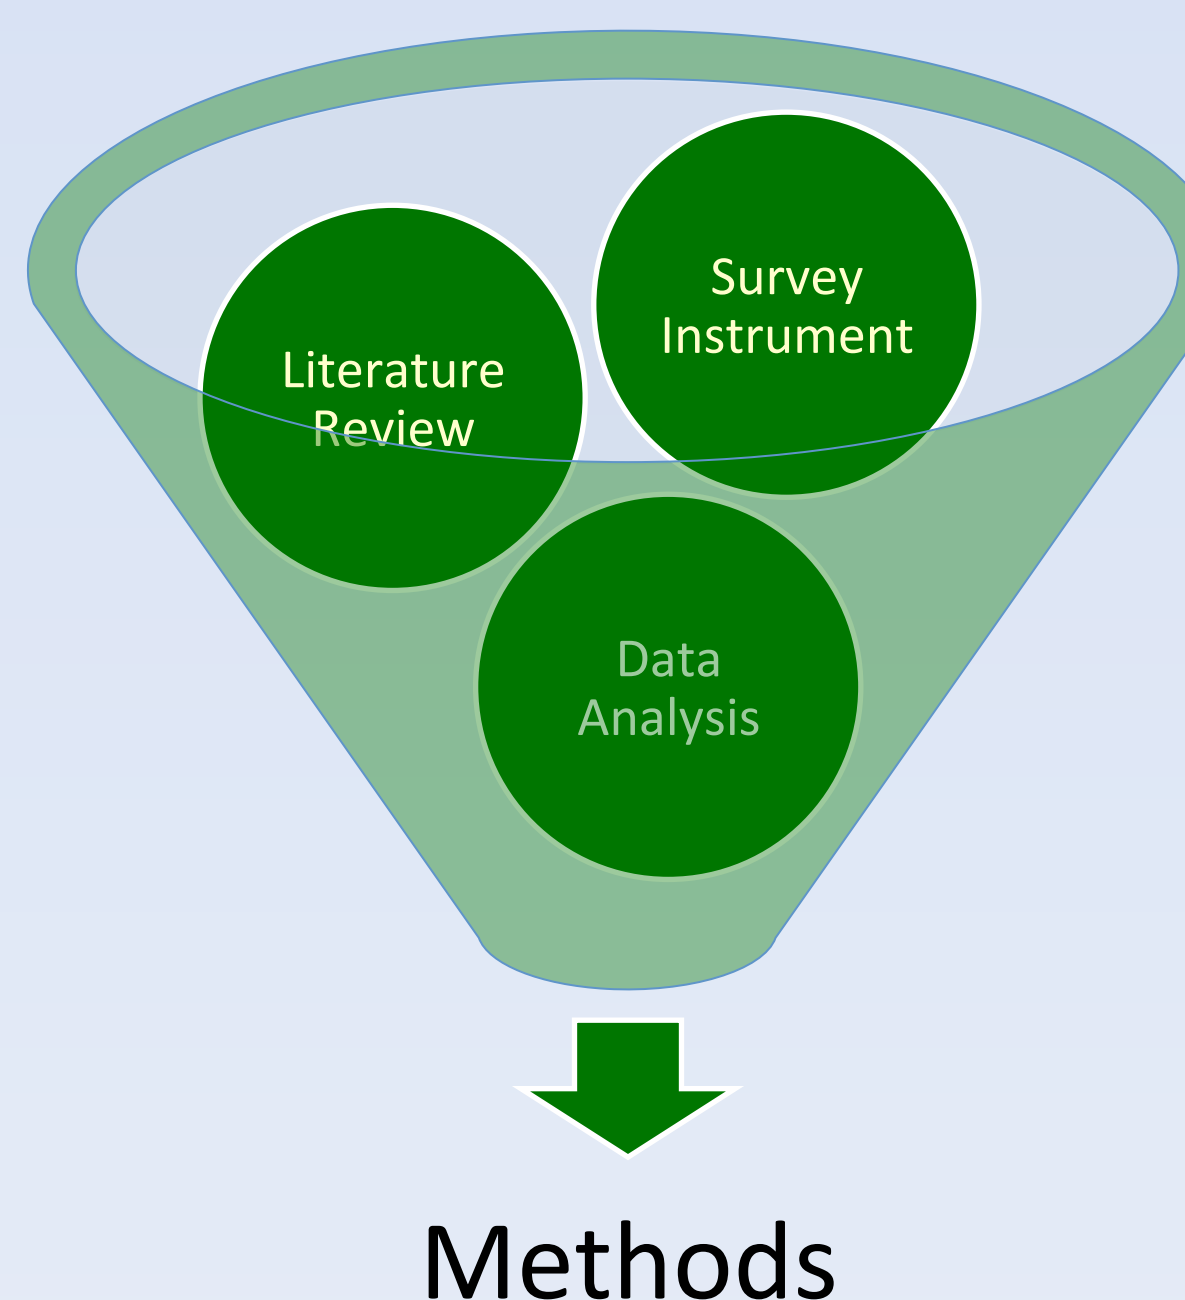 Survey
Instrument
Literature
Review
Data
Analysis
Methods